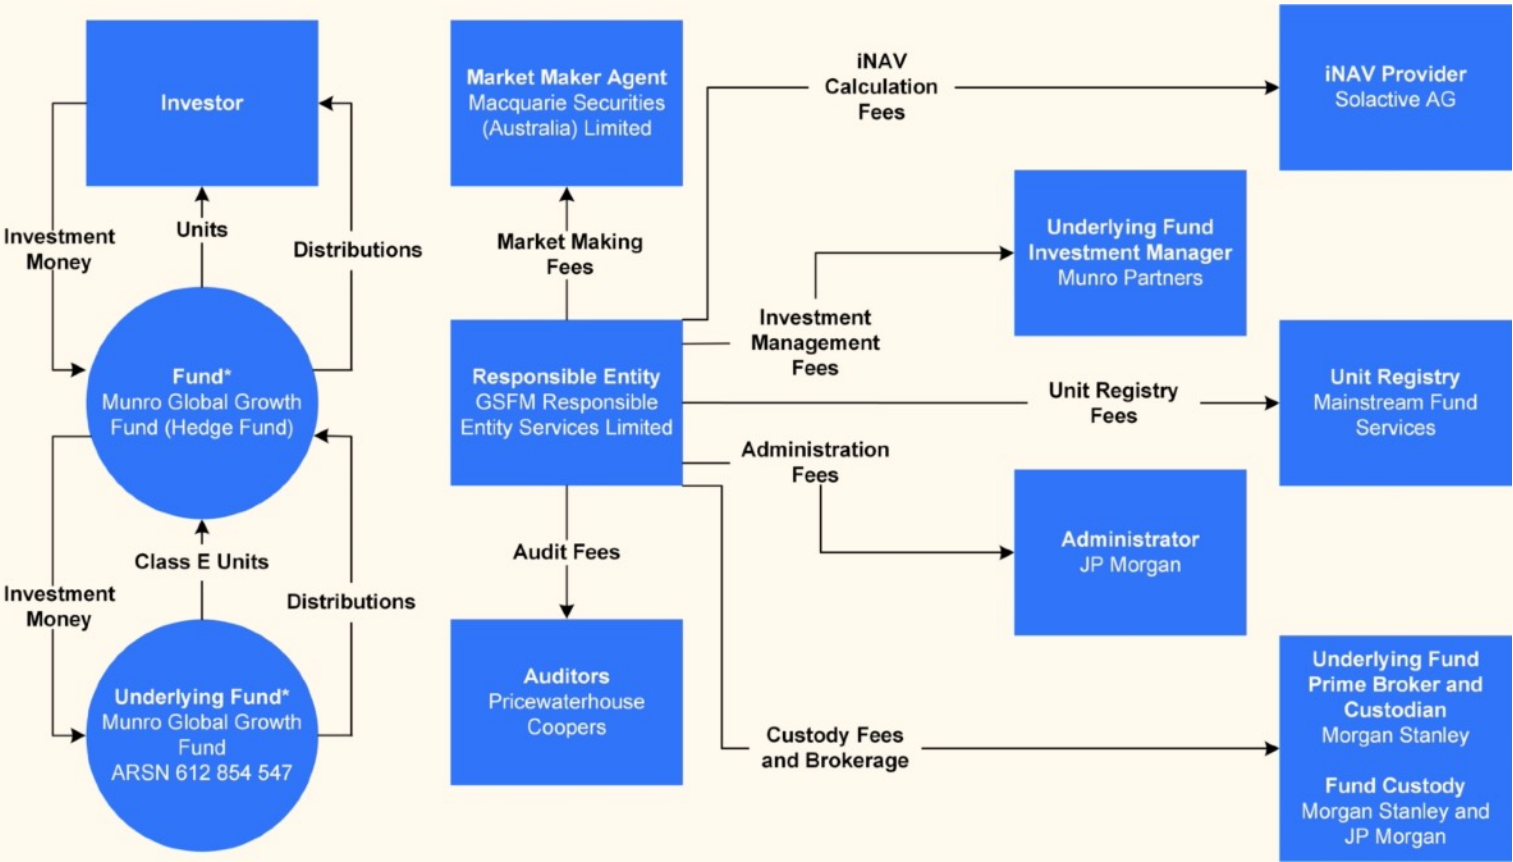 Investor
Investment
Money
Units
Distributions
Fund*
Munro Global Growth
Fund (Hedge Fund)
Class E Units
Investment
Money
Distributions
Underlying Fund*
Munro Global Growth
Fund
ARSN 612 854 547
Market Maker Agent
Macquarie Securities
(Australia) Limited
Market Making
Fees
Responsible Entity
GSFM Responsible
Entity Services Limited
Audit Fees
Auditors
Pricewaterhouse
Coopers
iNAV
Calculation
Fees
iNAV Provider
Solactive AG
Investment
Management
Fees
Underlying Fund
Investment Manager
Munro Partners
Unit Registry
Fees
Unit Registry
Mainstream Fund
Services
Administration
Fees
Administrator
JP Morgan
Custody Fees
and Brokerage
Underlying Fund
Prime Broker and
Custodian
Morgan Stanley
Fund Custody
Morgan Stanley and
JP Morgan